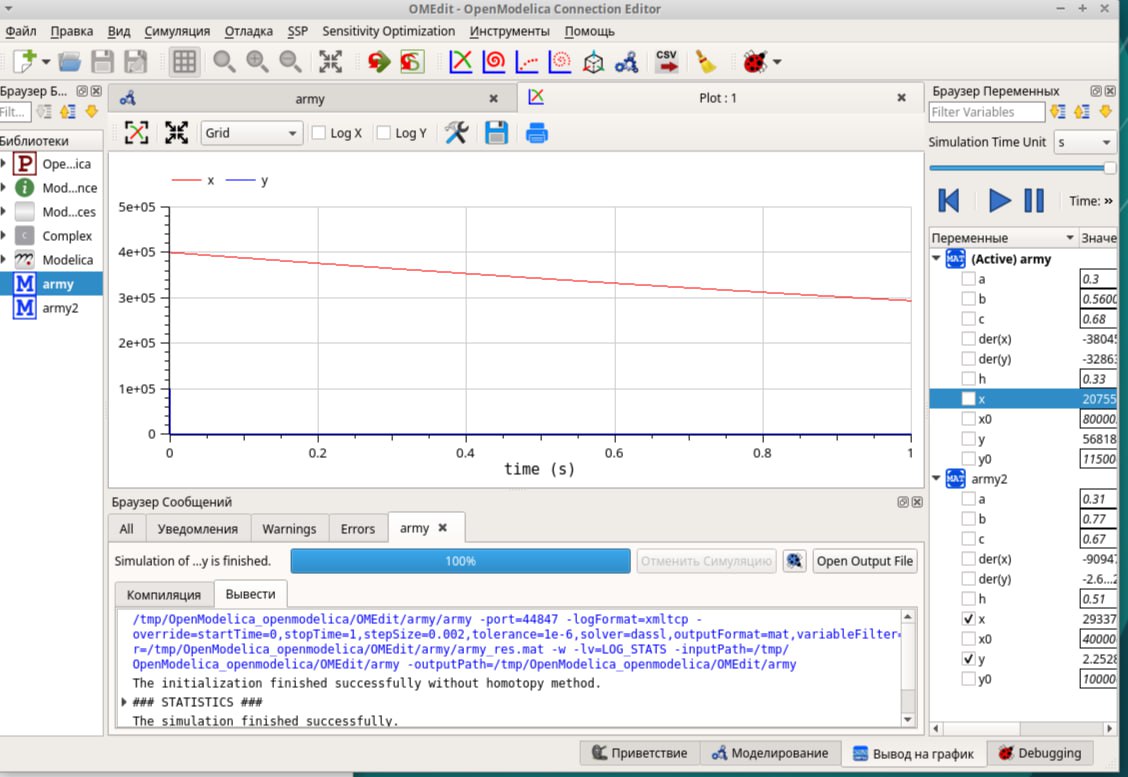 OMEdit - OpenModelica Connection Editor
Файл Правка Вид Симуляция Отладка SSP Sensitivity Optimization Инструменты Помощь
CSV
Браузер Б...
army
Plot : 1
Браузер Переменных
Filt...
Grid
Log X
Log Y
Filter Variables
Библиотеки
P Ope...ica
i Mod...nce
Mod...ces
C Complex
m Modelica
M army
M army2
Simulation Time Unit s
Time: »
x y
5e+05
4e+05
3e+05
2e+05
1e+05
0
0 0.2 0.4 0.6 0.8 1
time (s)
Переменные Значе
MAT (Active) army
a 0.3
b 0.5600
c 0.68
der(x) -38045
der(y) -32863
h 0.33
x 20755
x0 80000
y 56818
y0 11500
MAT army2
a 0.31
b 0.77
c 0.67
der(x) -90947
der(y) -2.6...2
h 0.51
x 29337
x0 40000
y 2.2528
y0 10000
Браузер Сообщений
All Уведомления Warnings Errors army
Simulation of ...y is finished.
100%
Отменить Симуляцию
Open Output File
Компиляция Вывести
/tmp/OpenModelica_openmodelica/OMEdit/army/army -port=44847 -logFormat=xmltcp -
override=startTime=0,stopTime=1,stepSize=0.002,tolerance=1e-6,solver=dassl,outputFormat=mat,variableFilter=
r=/tmp/OpenModelica_openmodelica/OMEdit/army/army_res.mat -w -lv=LOG_STATS -inputPath=/tmp/
OpenModelica_openmodelica/OMEdit/army -outputPath=/tmp/OpenModelica_openmodelica/OMEdit/army
The initialization finished successfully without homotopy method.
### STATISTICS ###
The simulation finished successfully.
Приветствие Моделирование Вывод на график Debugging